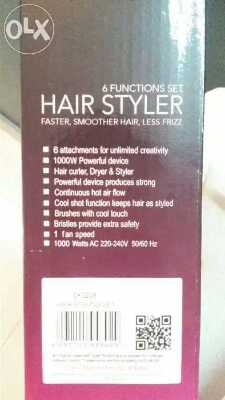 OLX
6 FUNCTIONS SET
HAIR STYLER
FASTER, SMOOTHER HAIR, LESS FRIZZ
6 attachments for unlimited creativity
1000W Powerful device
Hair curler, Dryer & Styler
Powerful device produces strong
Continuous hot air flow
Cool shot function keeps hair as styled
Brushes with cool touch
Bristles provide extra safety
1 fan speed
1000 Watts AC 220-240V 50/60 Hz